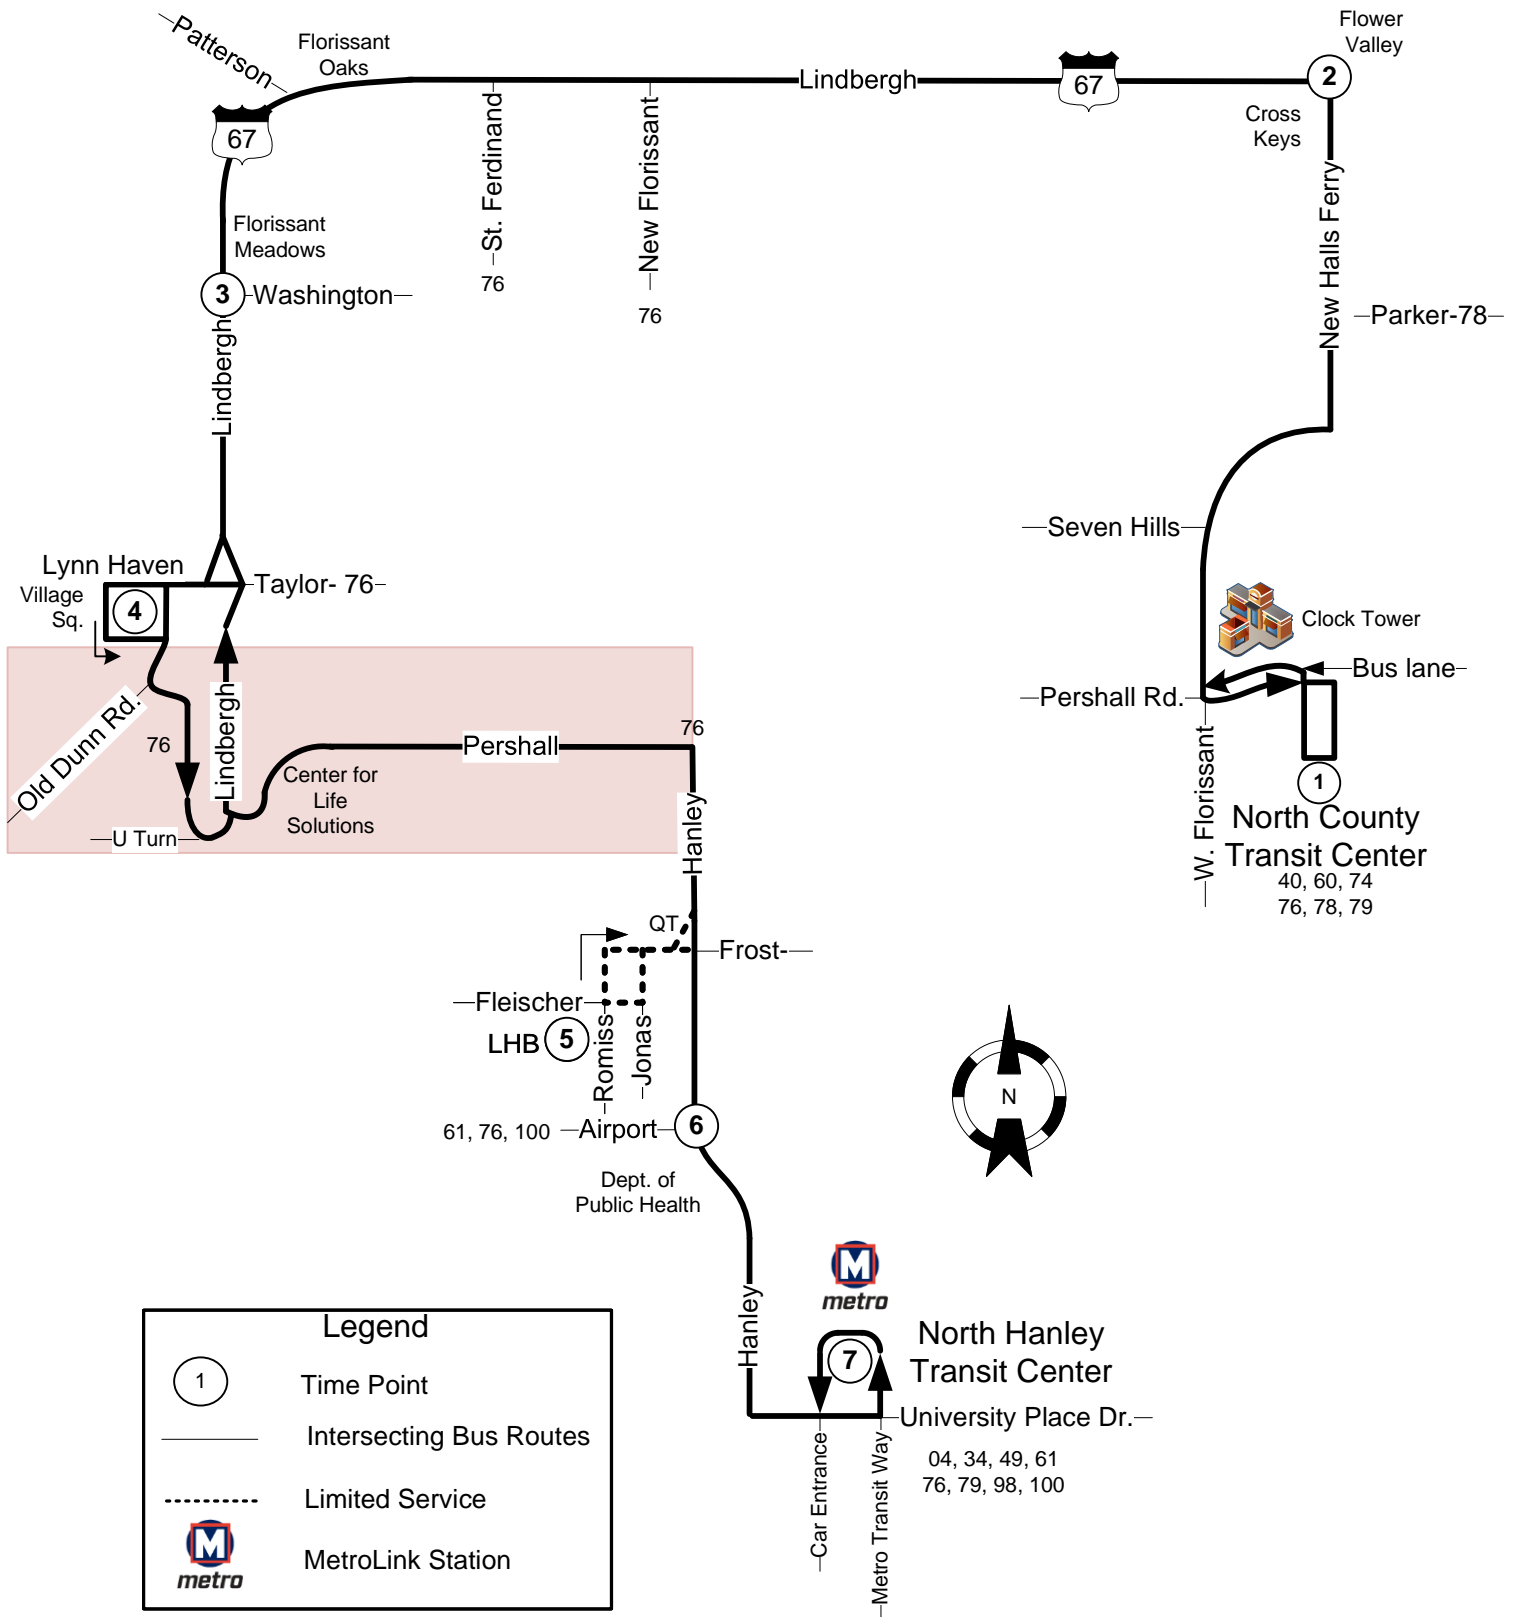 Flower
Valley
Patterson
Florissant
Oaks
Lindbergh
67
2
67
Cross
Keys
St. Ferdinand
76
New Florissant
76
New Halls Ferry
Florissant
Meadows
3
Washington
Parker-78
Lindbergh
Seven Hills
Lynn Haven
Village
Sq.
4
Taylor- 76
Clock Tower
Bus lane
Pershall Rd.
Old Dunn Rd.
76
Lindbergh
Pershall
76
Center for
Life
Solutions
U Turn
Hanley
W. Florissant
1
North County
Transit Center
40, 60, 74
76, 78, 79
QT
Frost-
Fleischer
LHB
5
Romiss
Jonas
N
61, 76, 100
Airport
6
Dept. of
Public Health
Hanley
M
metro
7
North Hanley
Transit Center
University Place Dr.
04, 34, 49, 61
76, 79, 98, 100
Car Entrance
Metro Transit Way
Legend
1
Time Point
Intersecting Bus Routes
Limited Service
M
metro
MetroLink Station